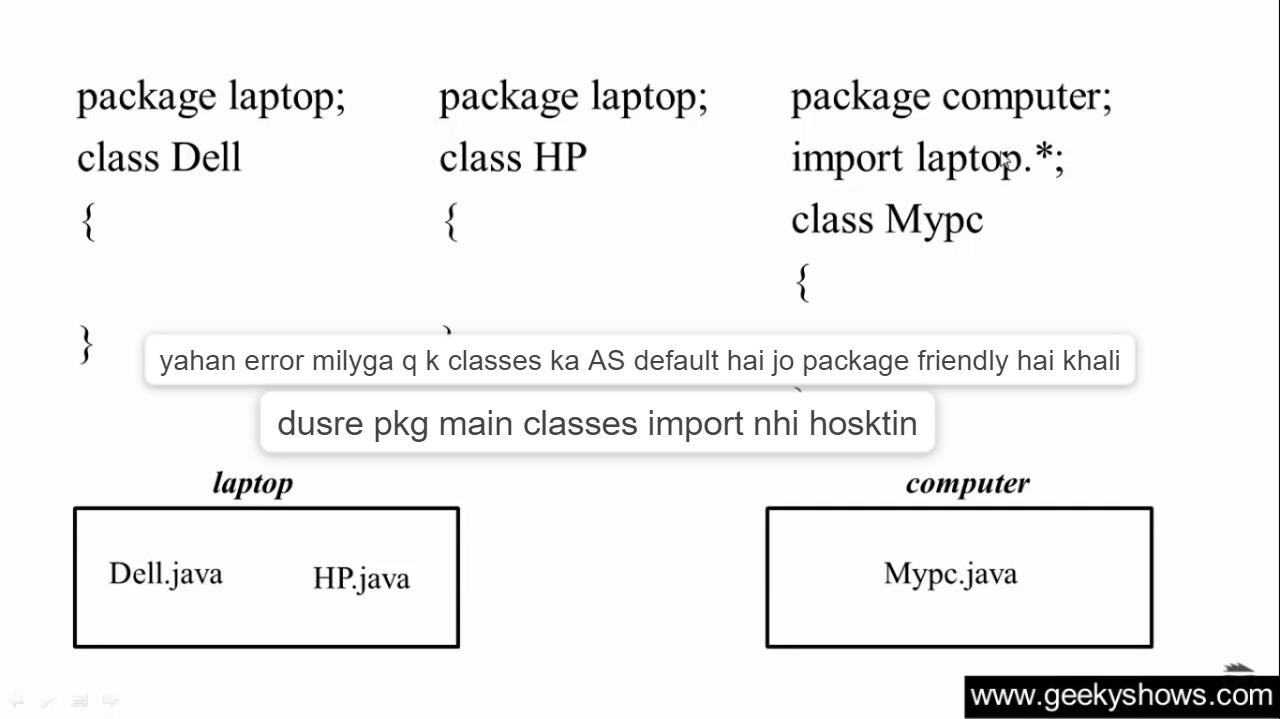 package laptop;
class Dell
{
}
package laptop;
class HP
{
package computer;
import laptop.*;
class Mypc
{
yahan error milyga q k classes ka AS default hai jo package friendly hai khali
dusre pkg main classes import nhi hosktin
laptop
Dell.java
HP.java
computer
Mypc.java
www.geekyshows.com